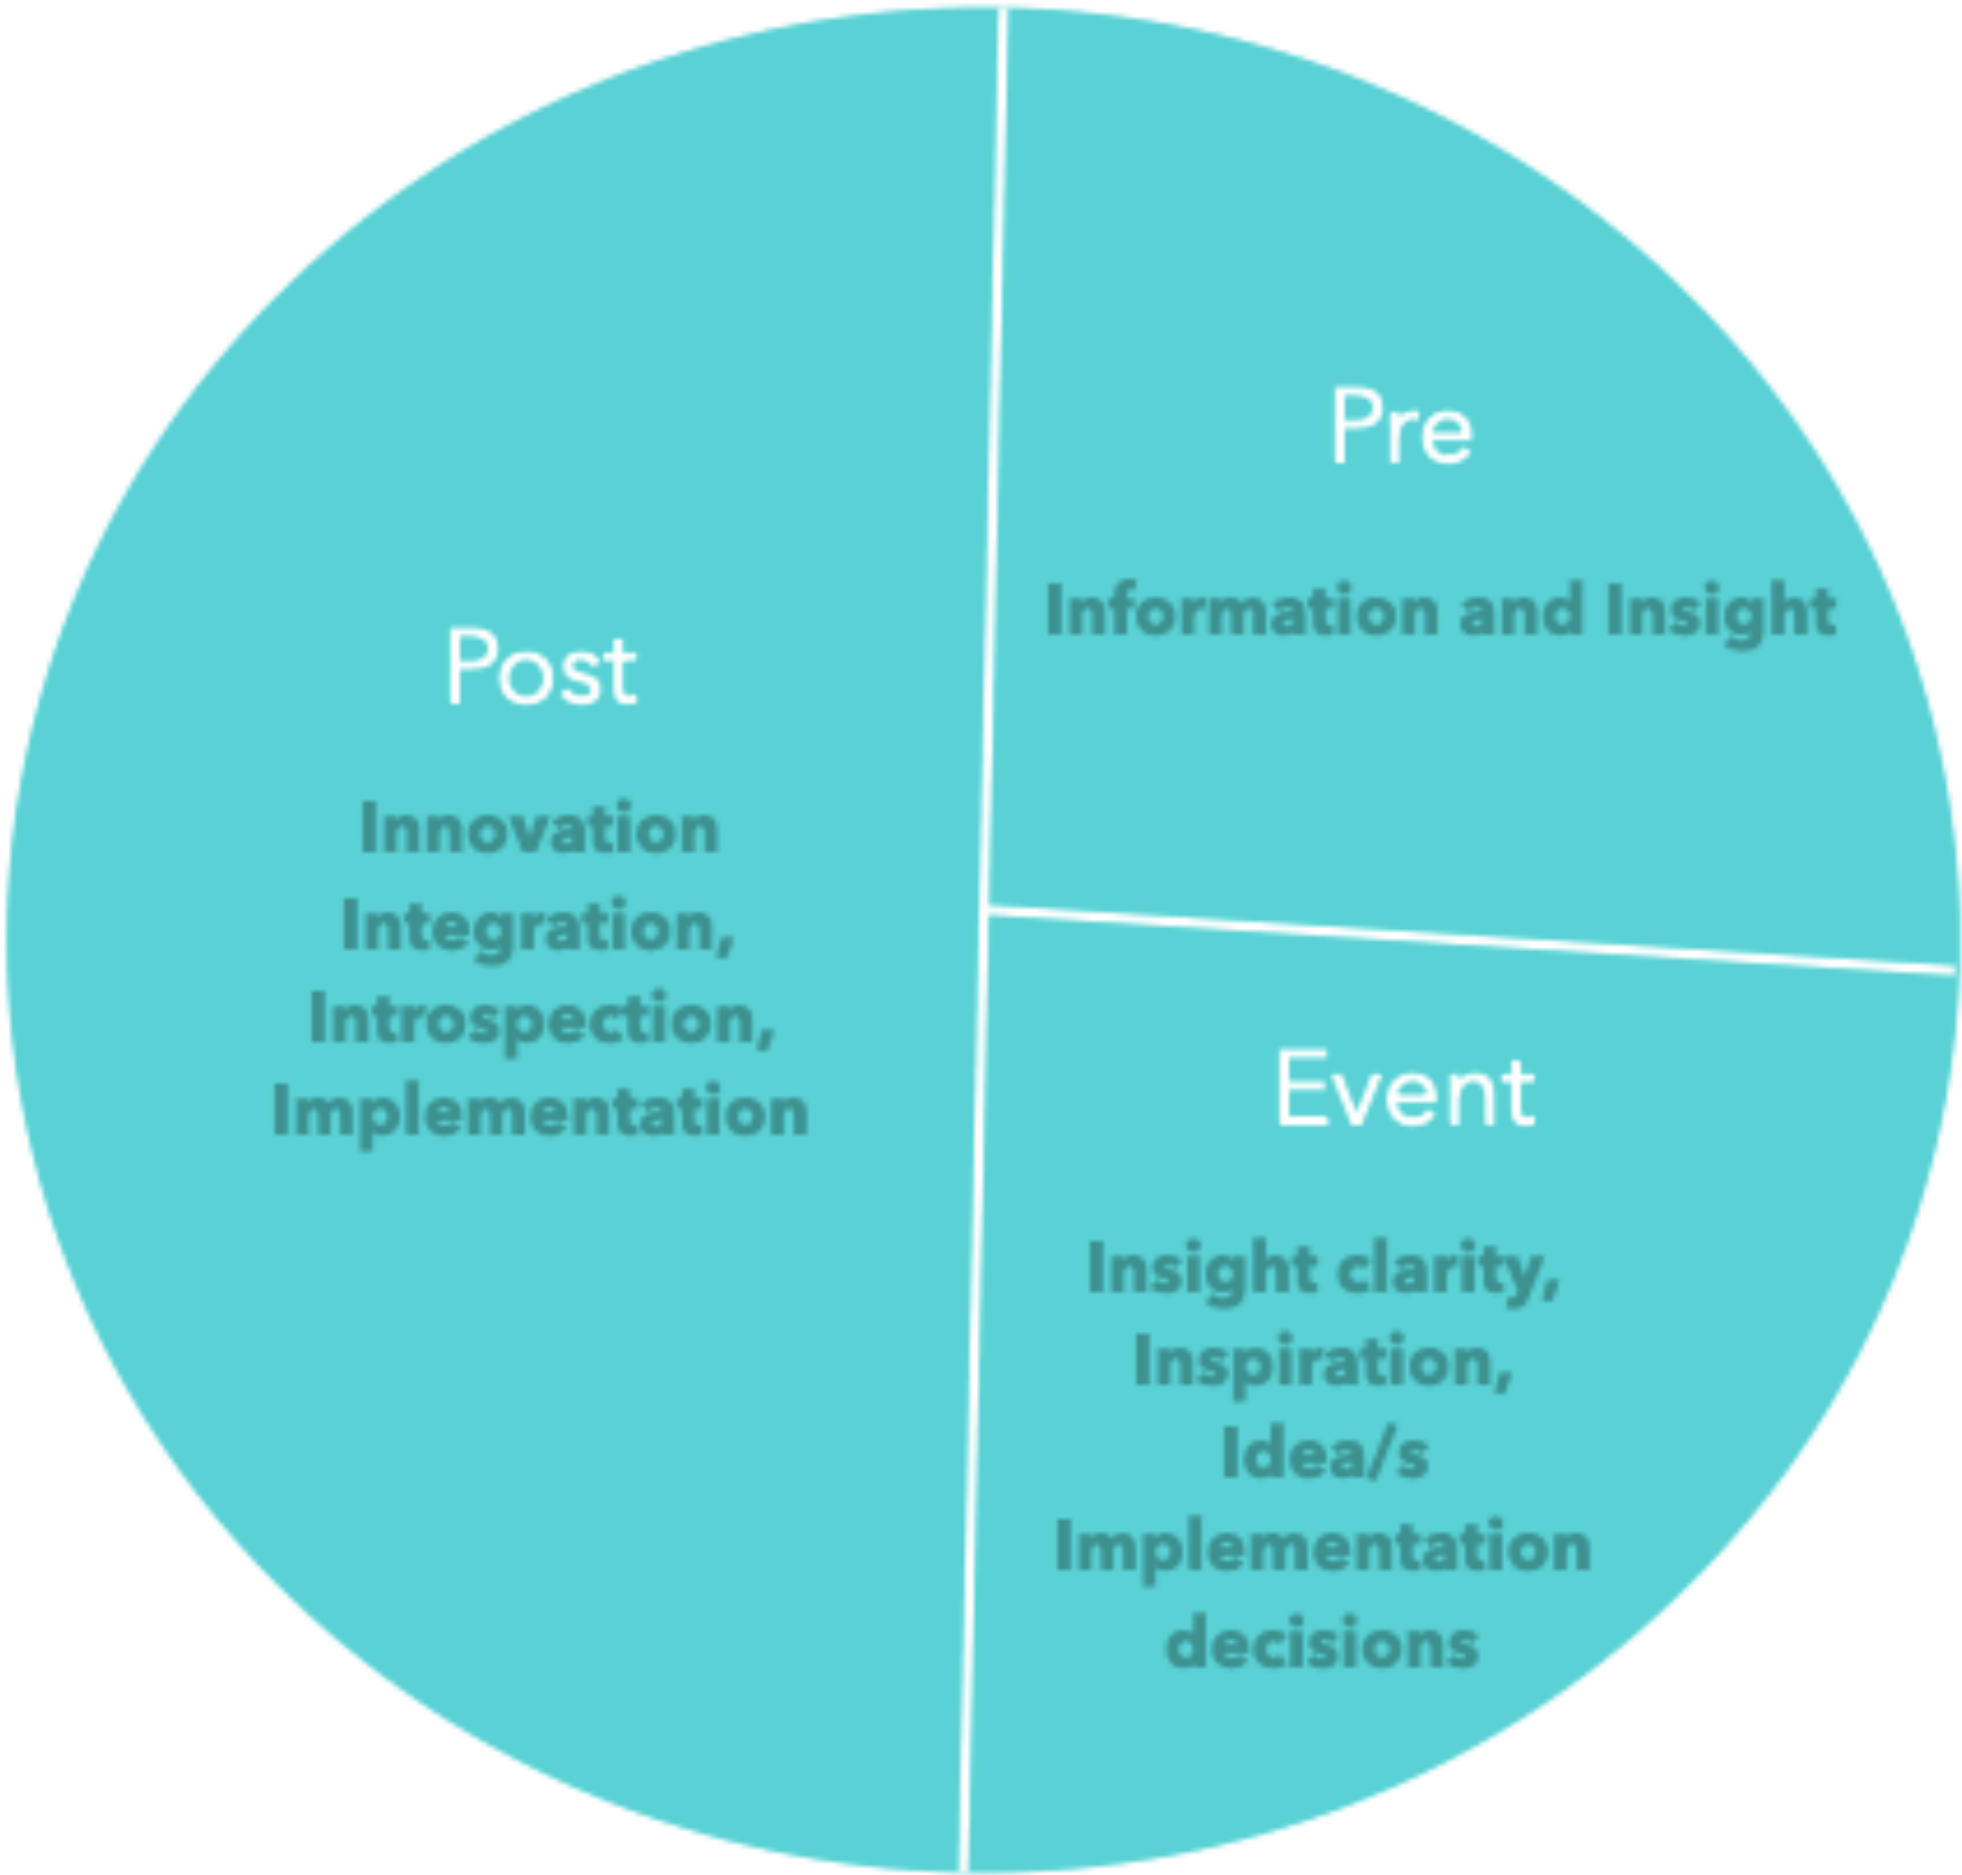 Pre
Information and Insight
Event
Insight clarity,
Inspiration,
Idea/s
Implementation
decisions
Post
Innovation
Integration,
Introspection,
Implementation